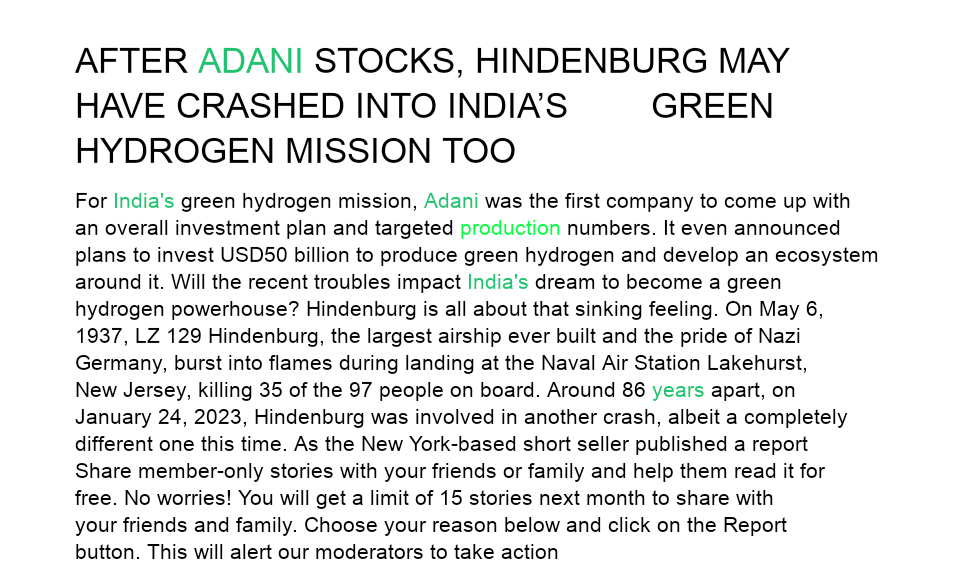 AFTER ADANI STOCKS, HINDENBURG MAY
HAVE CRASHED INTO INDIA’S GREEN
HYDROGEN MISSION TOO
For India's green hydrogen mission, Adani was the first company to come up with
an overall investment plan and targeted production numbers. It even announced
plans to invest USD50 billion to produce green hydrogen and develop an ecosystem
around it. Will the recent troubles impact India's dream to become a green
hydrogen powerhouse? Hindenburg is all about that sinking feeling. On May 6,
1937, LZ 129 Hindenburg, the largest airship ever built and the pride of Nazi
Germany, burst into flames during landing at the Naval Air Station Lakehurst,
New Jersey, killing 35 of the 97 people on board. Around 86 years apart, on
January 24, 2023, Hindenburg was involved in another crash, albeit a completely
different one this time. As the New York-based short seller published a report
Share member-only stories with your friends or family and help them read it for
free. No worries! You will get a limit of 15 stories next month to share with
your friends and family. Choose your reason below and click on the Report
button. This will alert our moderators to take action